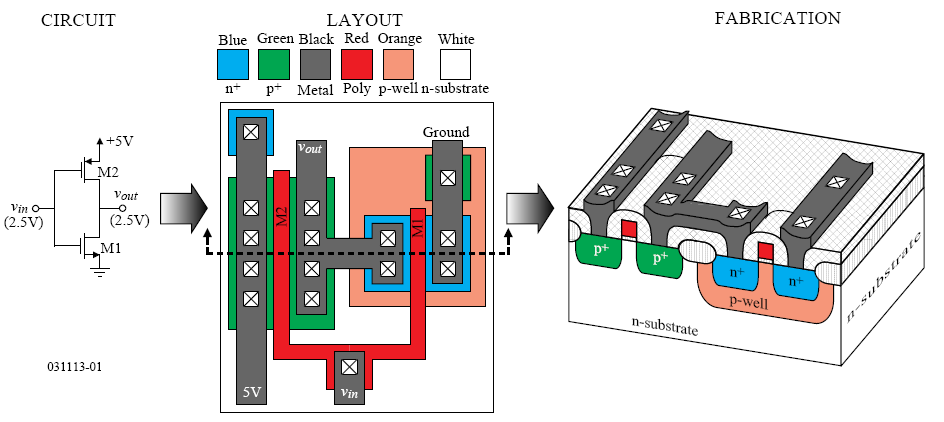 CIRCUIT
LAYOUT
FABRICATION
Blue Green Black Red Orange White
n+ p+ Metal Poly p-well n-substrate
+5V
M2
vin
(2.5V)
vout
(2.5V)
M1
031113-01
vout
Ground
M2
M1
5V
vin
p+
p+
n+
n+
p-well
n-substrate
n-substrate